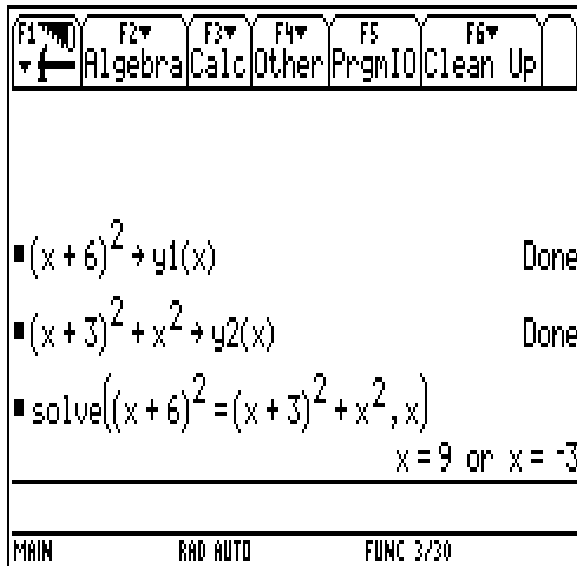 F1 F2▼ F3▼ F4▼ F5 F6▼
Algebra Calc Other PrgmIO Clean Up
■(x + 6)² → y1(x) Done
■(x + 3)² + x² → y2(x) Done
■solve((x + 6)² = (x + 3)² + x², x)
x = 9 or x = ⁻3
MAIN RAD AUTO FUNC 3/30